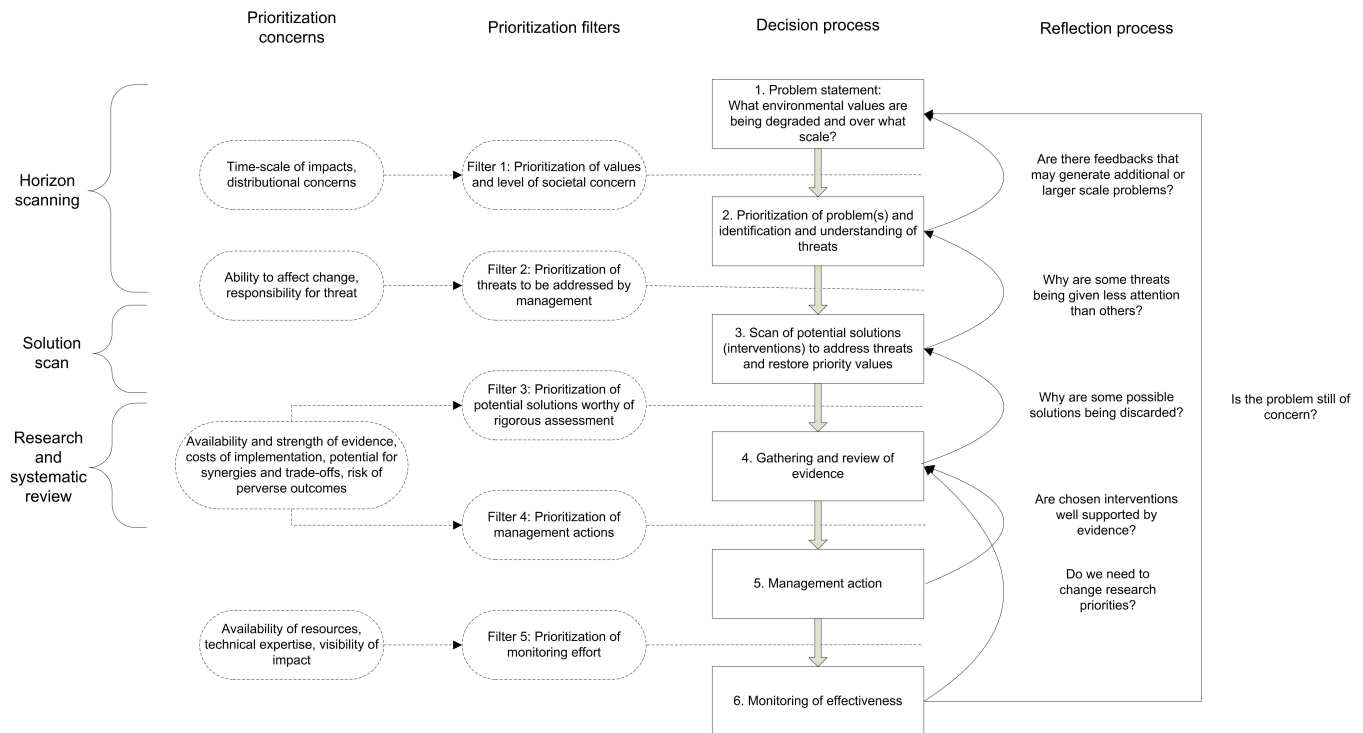 Prioritization
concerns
Prioritization filters
Decision process
Reflection process
Horizon
scanning
Solution
scan
Research
and
systematic
review
Time-scale of impacts,
distributional concerns
Ability to affect change,
responsibility for threat
Availability and strength of evidence,
costs of implementation, potential for
synergies and trade-offs, risk of
perverse outcomes
Availability of resources,
technical expertise, visibility of
impact
Filter 1: Prioritization of values
and level of societal concern
Filter 2: Prioritization of
threats to be addressed by
management
Filter 3: Prioritization of
potential solutions worthy of
rigorous assessment
Filter 4: Prioritization of
management actions
Filter 5: Prioritization of
monitoring effort
1. Problem statement:
What environmental values are
being degraded and over what
scale?
2. Prioritization of problem(s) and
identification and understanding of
threats
3. Scan of potential solutions
(interventions) to address threats
and restore priority values
4. Gathering and review of
evidence
5. Management action
6. Monitoring of effectiveness
Are there feedbacks that
may generate additional or
larger scale problems?
Why are some threats
being given less attention
than others?
Why are some possible
solutions being discarded?
Are chosen interventions
well supported by
evidence?
Do we need to
change research
priorities?
Is the problem still of
concern?